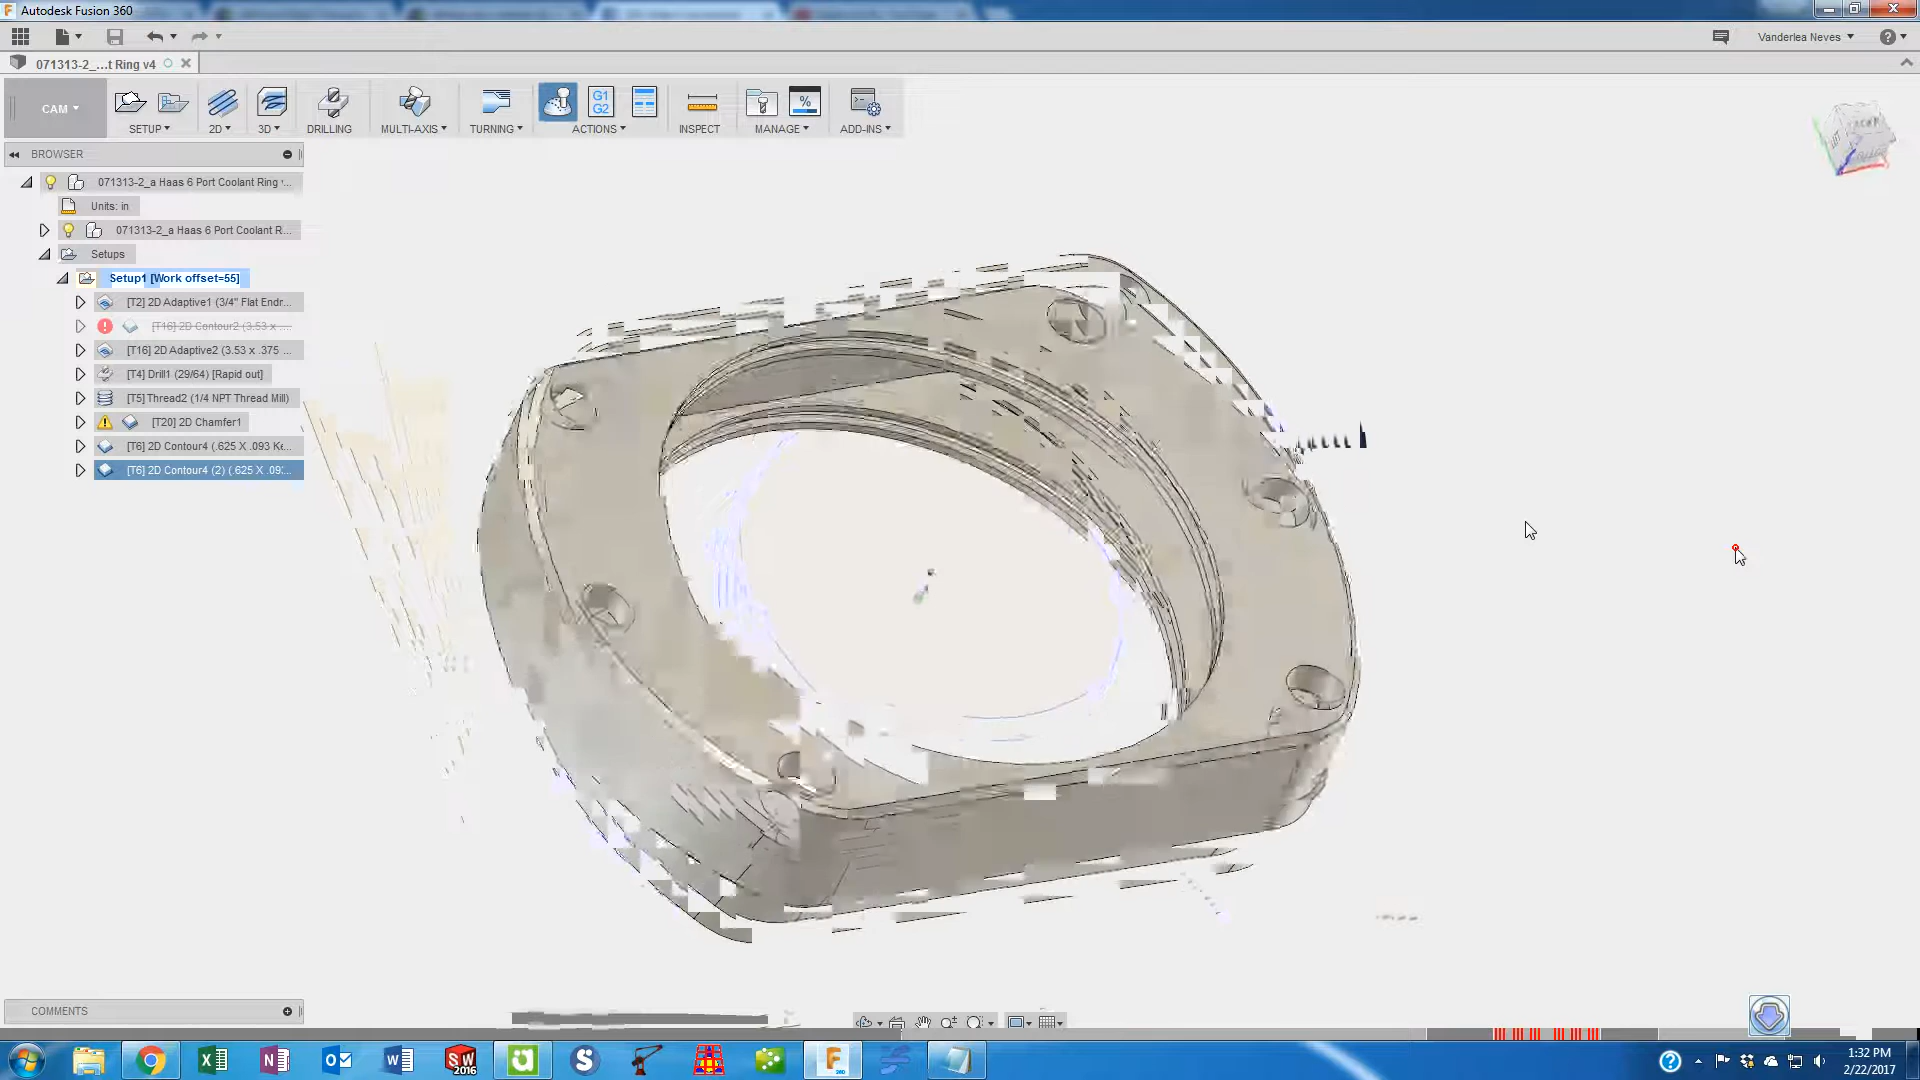 Autodesk Fusion 360
Vanderlea Neves
071313-2_...t Ring v4
CAM
SETUP
2D
3D
DRILLING
MULTI-AXIS
TURNING
G1
G2
ACTIONS
INSPECT
%
MANAGE
ADD-INS
BROWSER
071313-2_a Haas 6 Port Coolant Ring ...
Units: in
071313-2_a Haas 6 Port Coolant R...
Setups
Setup1 [Work offset=55]
[T2] 2D Adaptive1 (3/4" Flat Endr...
[T16] 2D Contour2 (3.53 x ...
[T16] 2D Adaptive2 (3.53 x .375 ...
[T4] Drill1 (29/64) [Rapid out]
[T5] Thread2 (1/4 NPT Thread Mill)
[T20] 2D Chamfer1
[T6] 2D Contour4 (.625 X .093 Ke...
[T6] 2D Contour4 (2) (.625 X .09...
COMMENTS
SW
2016
1:32 PM
2/22/2017